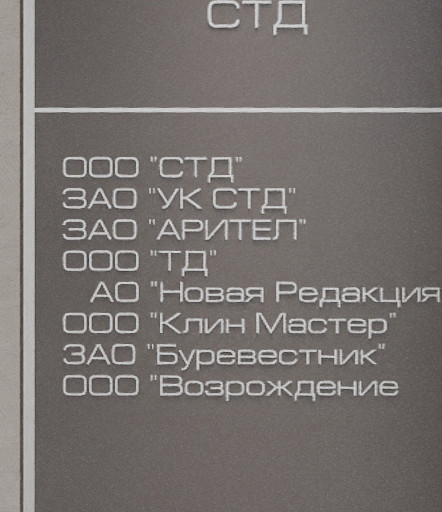 СТД
ООО "СТД"
ЗАО "УК СТД"
ЗАО "АРИТЕЛ"
ООО "ТД"
АО "Новая Редакция
ООО "Клин Мастер"
ЗАО "Буревестник"
ООО "Возрождение